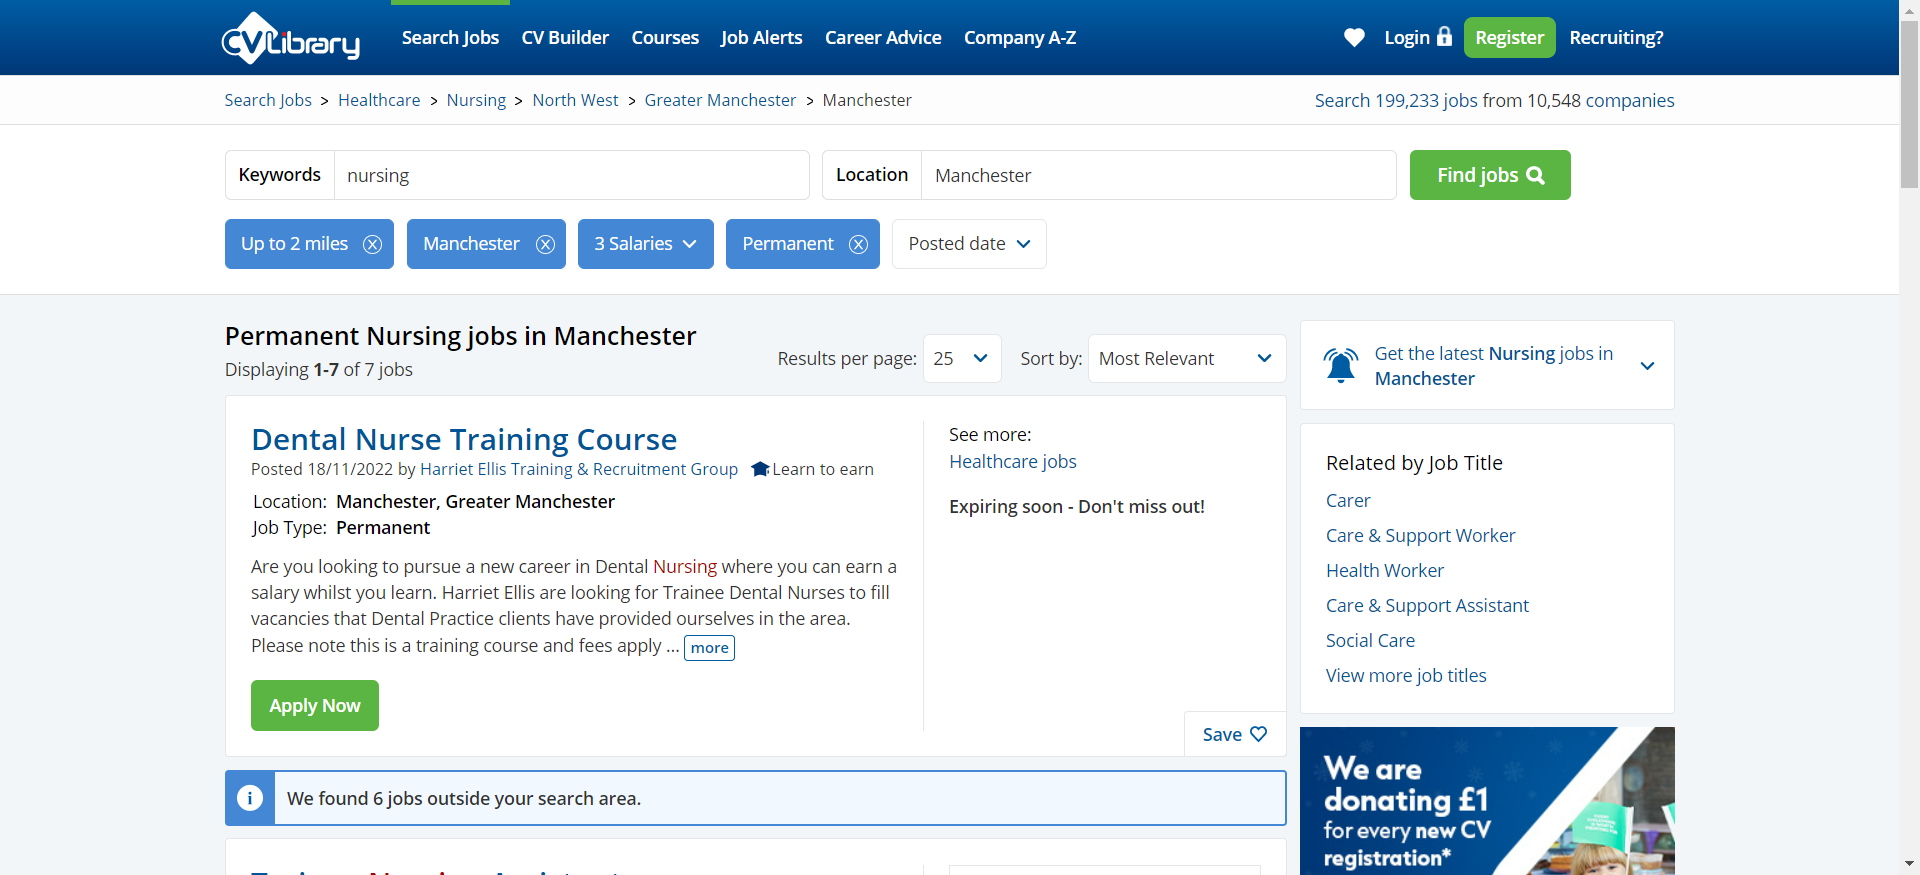 CV Library
Search Jobs CV Builder Courses Job Alerts Career Advice Company A-Z Login Register Recruiting?
Search Jobs > Healthcare > Nursing > North West > Greater Manchester > Manchester
Search 199,233 jobs from 10,548 companies
Keywords nursing Location Manchester Find jobs
Up to 2 miles Manchester 3 Salaries Permanent Posted date
Permanent Nursing jobs in Manchester
Displaying 1-7 of 7 jobs
Results per page: 25 Sort by: Most Relevant
Dental Nurse Training Course
Posted 18/11/2022 by Harriet Ellis Training & Recruitment Group Learn to earn
Location: Manchester, Greater Manchester
Job Type: Permanent
Are you looking to pursue a new career in Dental Nursing where you can earn a
salary whilst you learn. Harriet Ellis are looking for Trainee Dental Nurses to fill
vacancies that Dental Practice clients have provided ourselves in the area.
Please note this is a training course and fees apply ... more
Apply Now
See more:
Healthcare jobs
Expiring soon - Don't miss out!
Save
We found 6 jobs outside your search area.
Get the latest Nursing jobs in
Manchester
Related by Job Title
Carer
Care & Support Worker
Health Worker
Care & Support Assistant
Social Care
View more job titles
We are
donating £1
for every new CV
registration*